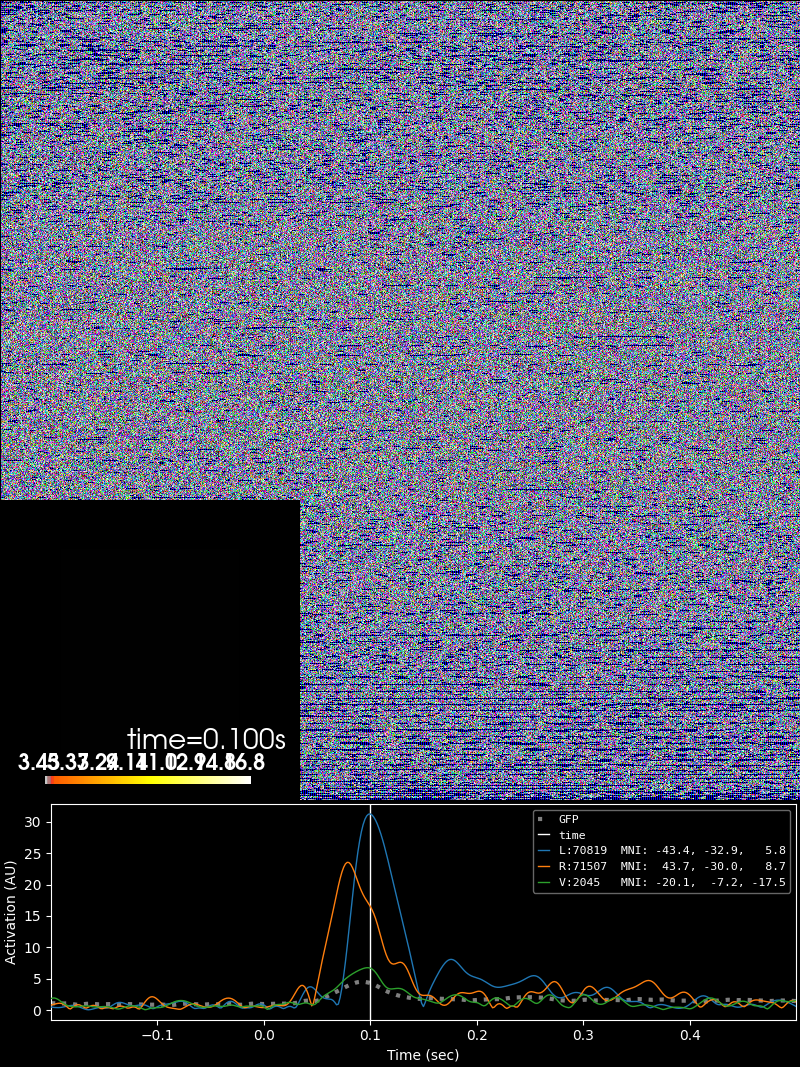 time=0.100s
30
25
20
15
10
5
0
Activation (AU)
GFP
time
L:70819 MNI: -43.4, -32.9, 5.8
R:71507 MNI: 43.7, -30.0, 8.7
V:2045 MNI: -20.1, -7.2, -17.5
−0.1 0.0 0.1 0.2 0.3 0.4
Time (sec)